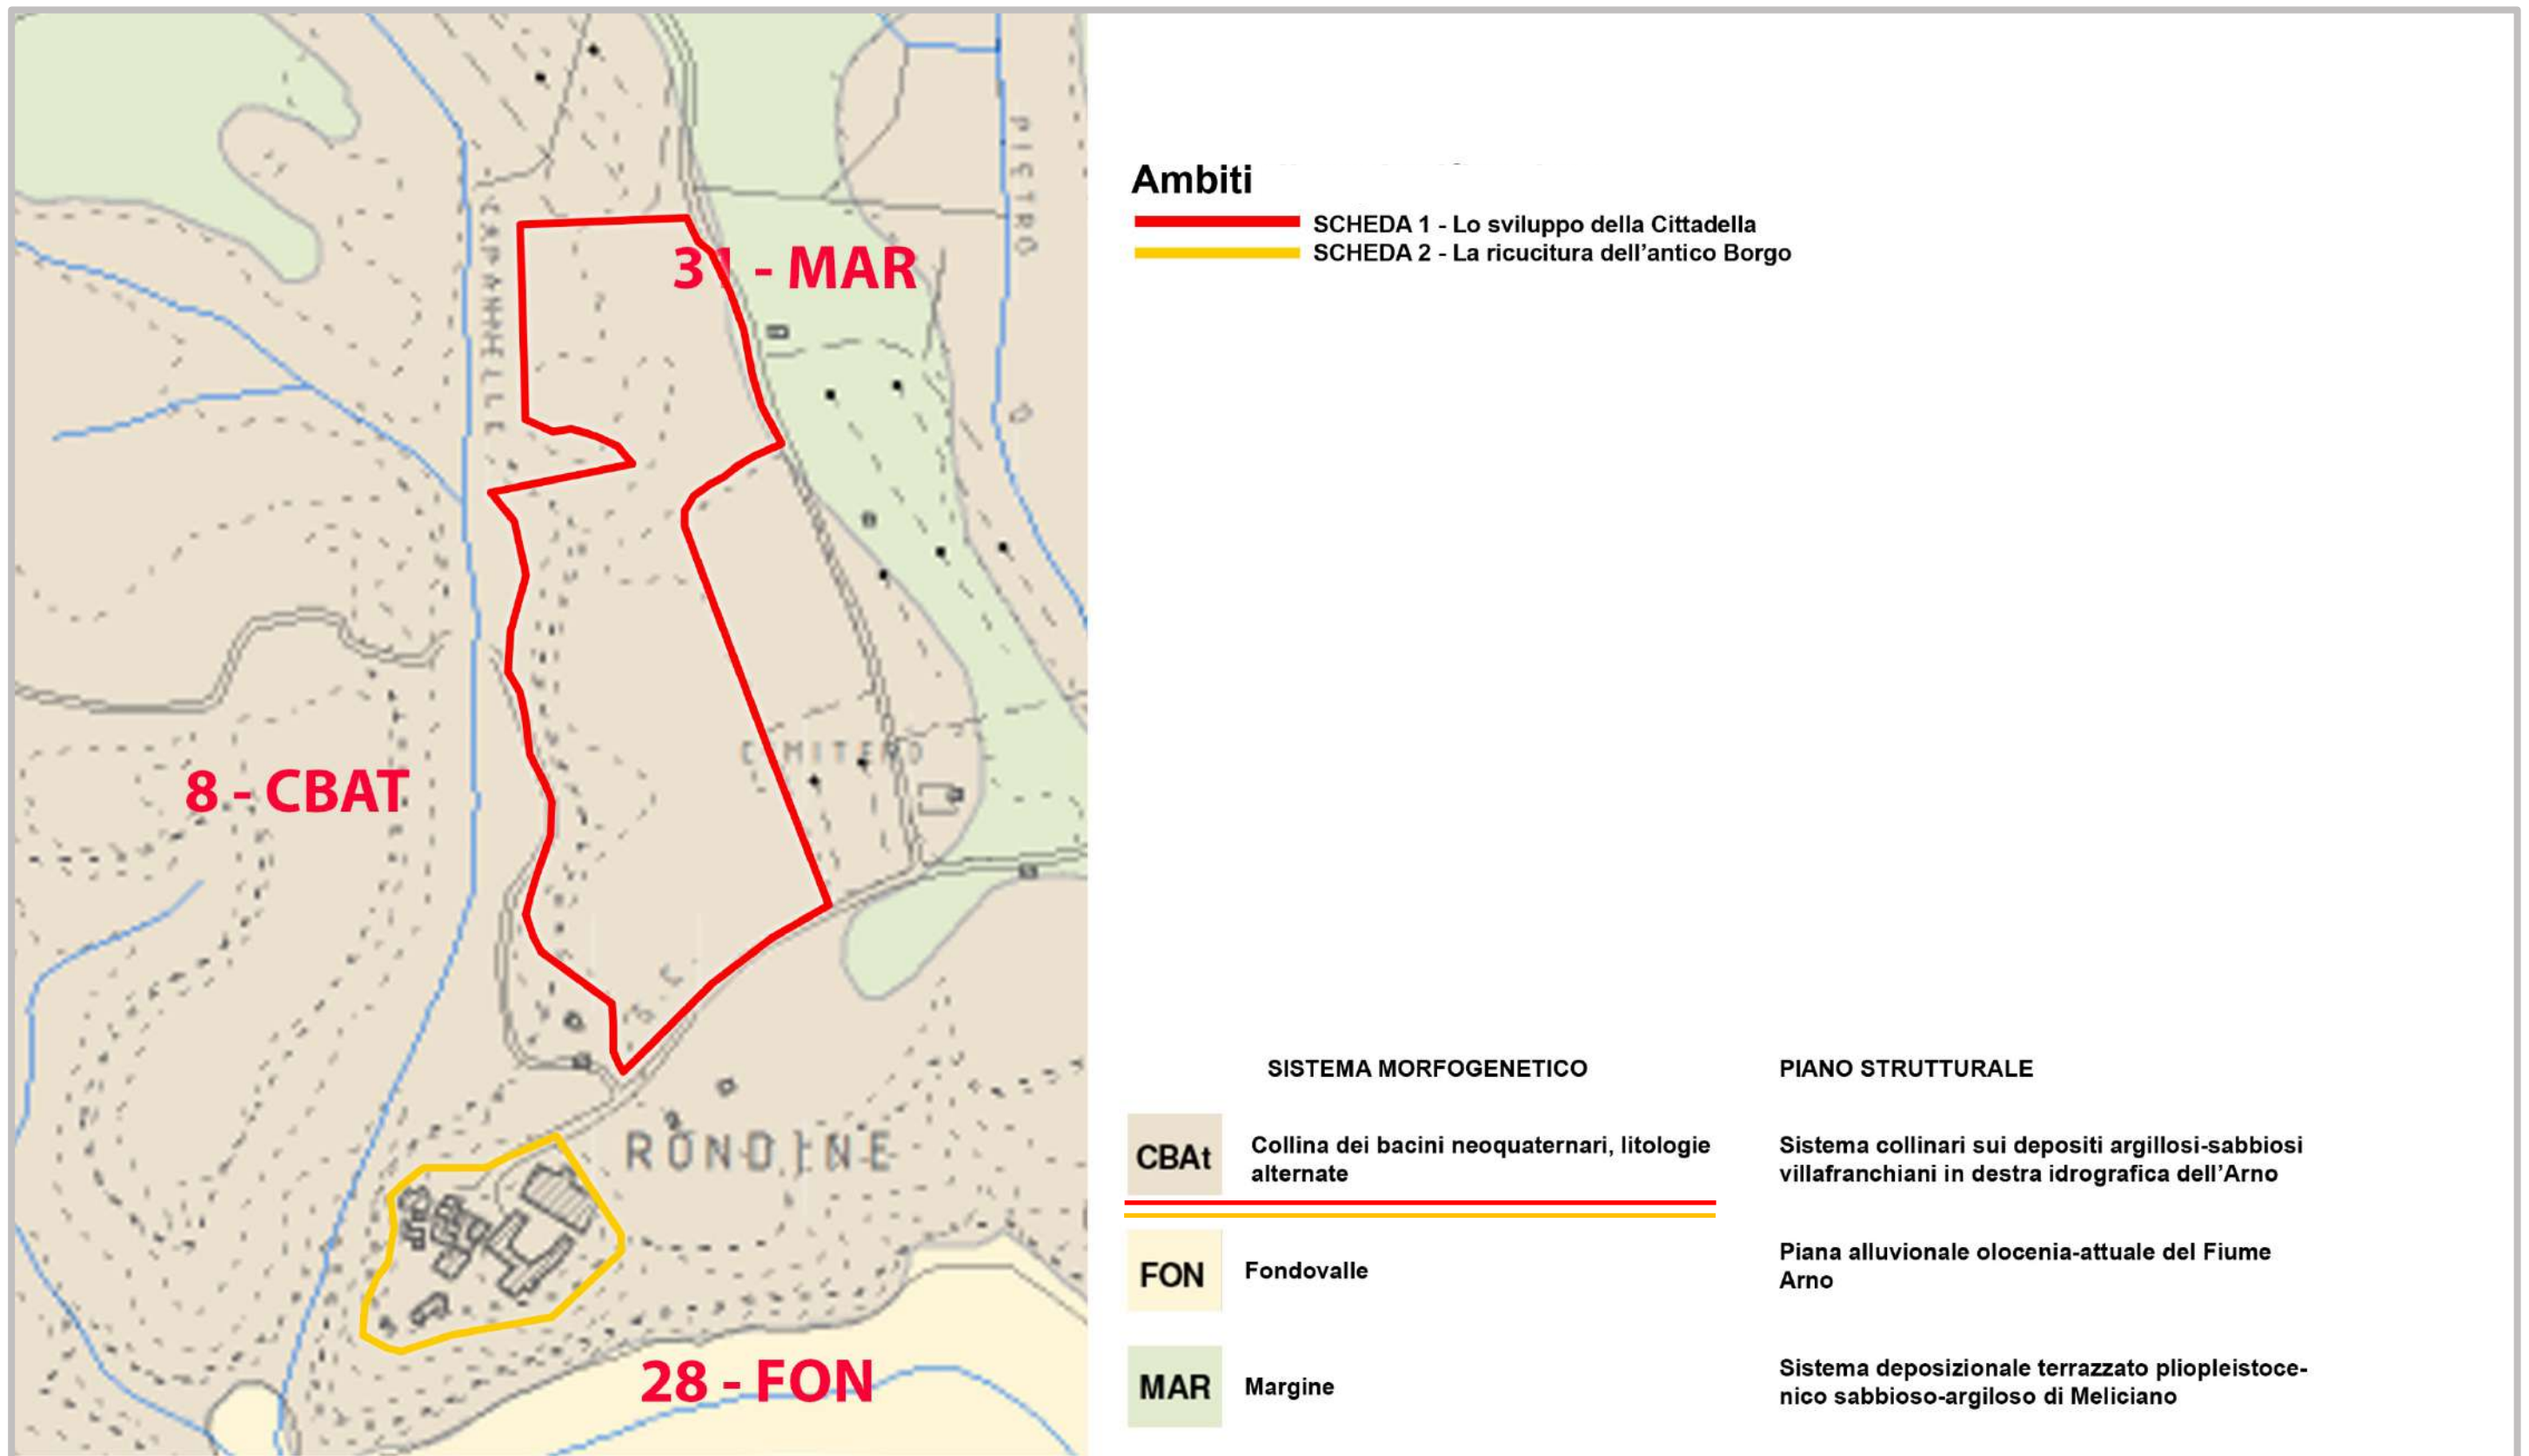 PISTRO
CAPANNELLE
31 - MAR
8 - CBAT
RONDINE
28 - FON
Ambiti
SCHEDA 1 - Lo sviluppo della Cittadella
SCHEDA 2 - La ricucitura dell'antico Borgo
SISTEMA MORFOGENETICO
PIANO STRUTTURALE
CBAt
Collina dei bacini neoquaternari, litologie
alternate
Sistema collinari sui depositi argillosi-sabbiosi
villafranchiani in destra idrografica dell'Arno
FON
Fondovalle
Piana alluvionale olocenia-attuale del Fiume
Arno
MAR
Margine
Sistema deposizionale terrazzato pliopleistoce-
nico sabbioso-argiloso di Meliciano